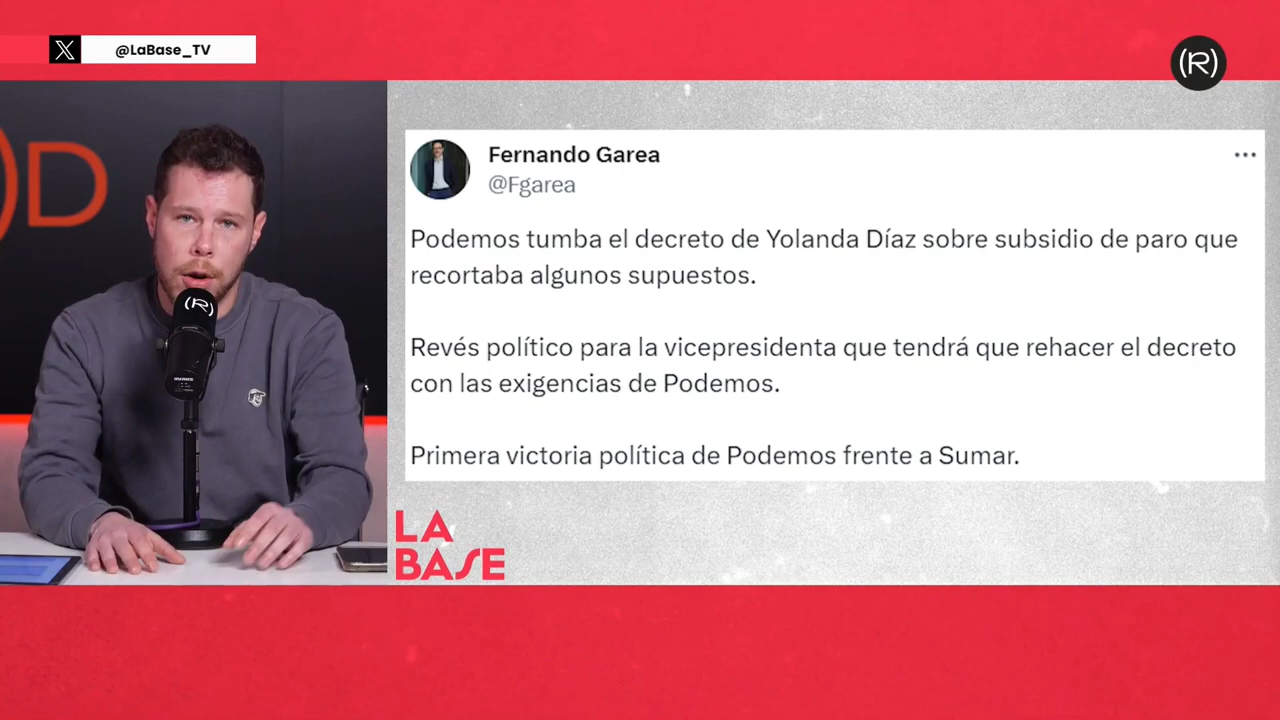 @LaBase_TV
(R)
)D
Fernando Garea
@Fgarea
Podemos tumba el decreto de Yolanda Díaz sobre subsidio de paro que
recortaba algunos supuestos.
Revés político para la vicepresidenta que tendrá que rehacer el decreto
con las exigencias de Podemos.
Primera victoria política de Podemos frente a Sumar.
(R)
SHURE
LA
BASE